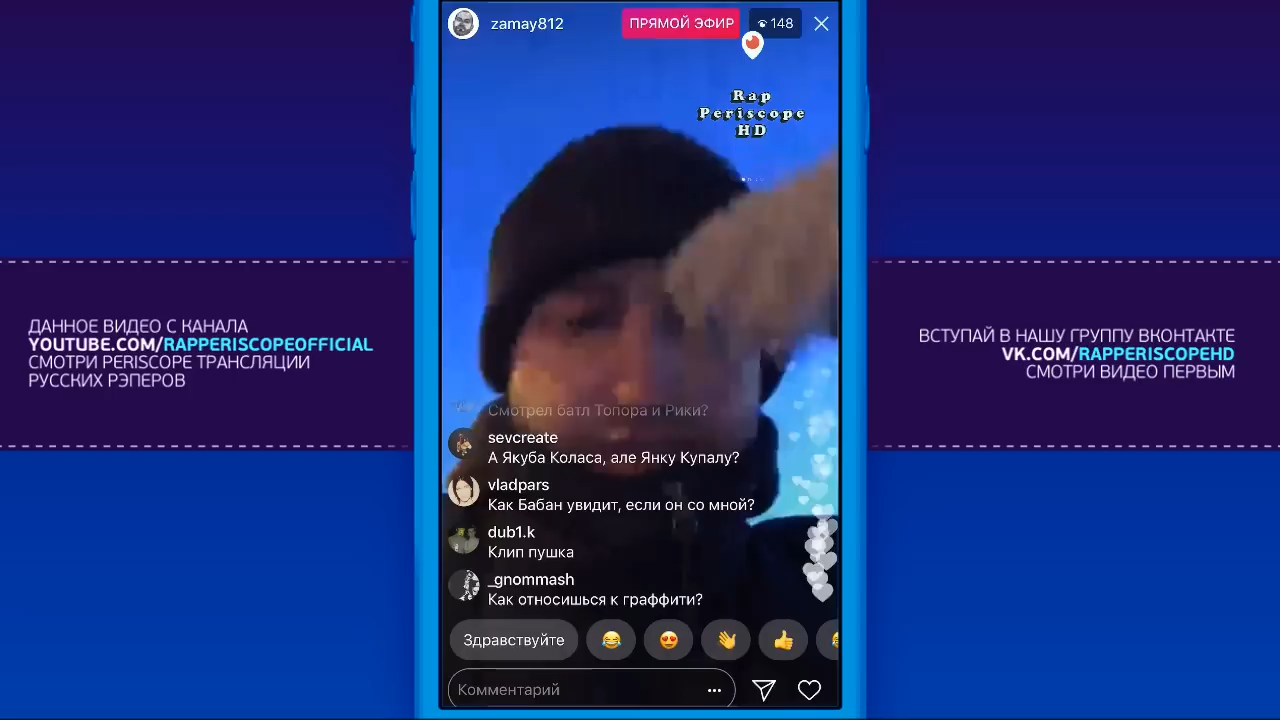 zamay812
ПРЯМОЙ ЭФИР
148
Rap
Periscope
HD
ДАННОЕ ВИДЕО С КАНАЛА
YOUTUBE.COM/RAPPERISCOPEOFFICIAL
СМОТРИ PERISCOPE ТРАНСЛЯЦИИ
РУССКИХ РЭПЕРОВ
ВСТУПАЙ В НАШУ ГРУППУ ВКОНТАКТЕ
VK.COM/RAPPERISCOPEHD
СМОТРИ ВИДЕО ПЕРВЫМ
Смотрел батл Топора и Рики?
sevcreate
А Якуба Коласа, але Янку Купалу?
vladpars
Как Бабан увидит, если он со мной?
dub1.k
Клип пушка
_gnommash
Как относишься к граффити?
Здравствуйте
Комментарий